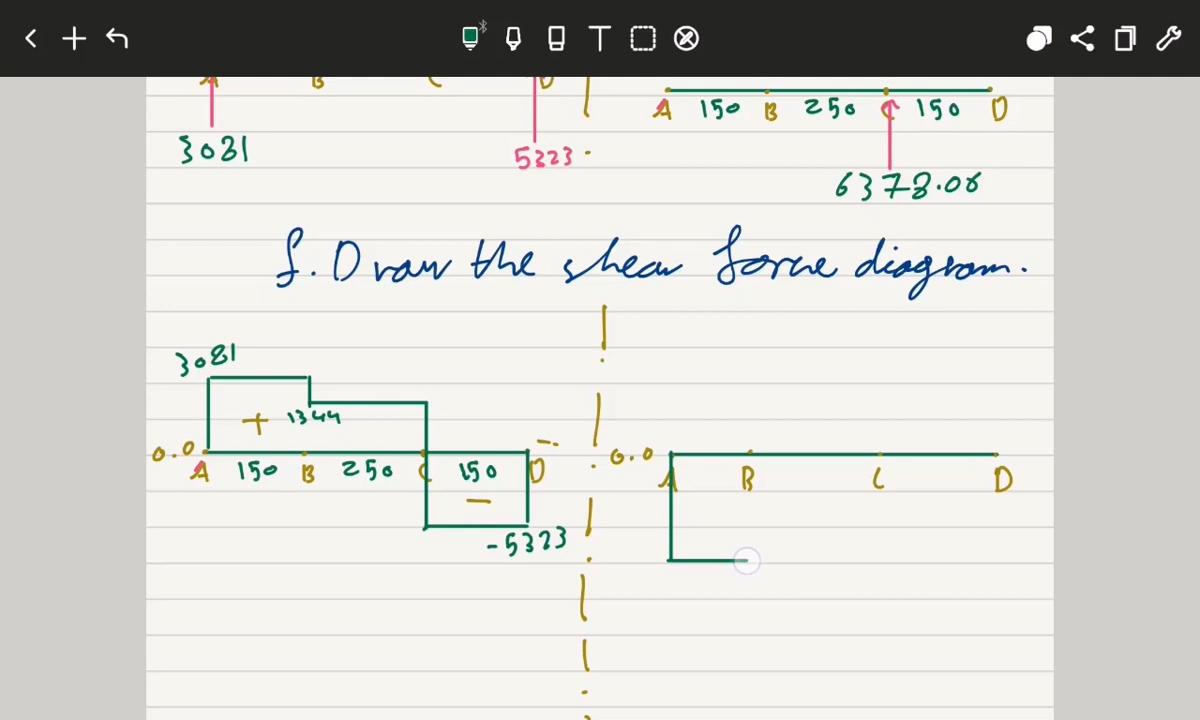 A B C D
A 150 B 250 C 150 D
3081
5323
6378.06
f. Draw the shear force diagram.
3081
+ 1344
0.0
A 150 B 250 C 150 D
-
-5323
0.0
A B C D